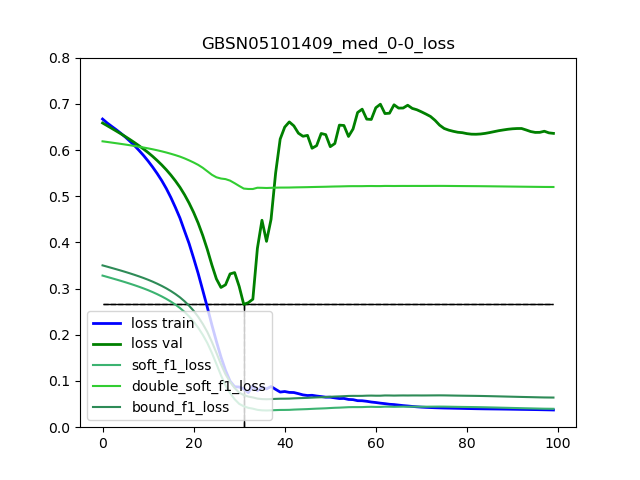 GBSN05101409_med_0-0_loss
0.8
0.7
0.6
0.5
0.4
0.3
0.2
0.1
0.0
loss train
loss val
soft_f1_loss
double_soft_f1_loss
bound_f1_loss
0 20 40 60 80 100